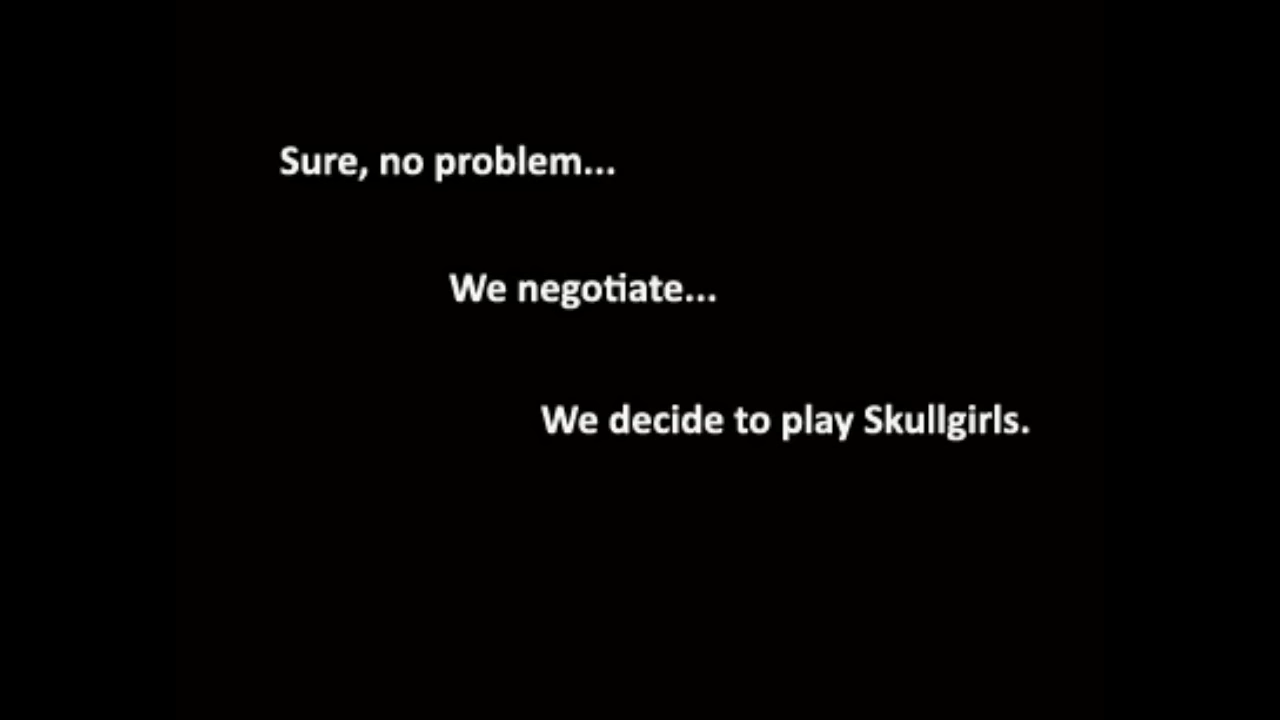 Sure, no problem...
We negotiate...
We decide to play Skullgirls.